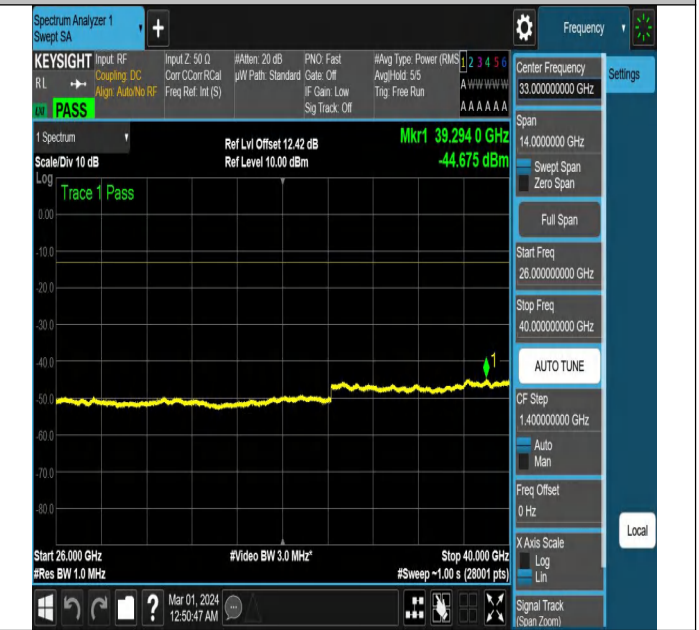 Spectrum Analyzer 1
Swept SA
Frequency
KEYSIGHT
Input: RF
Coupling: DC
Align: Auto/No RF
Input Z: 50 Ω
Corr CCorr RCal
Freq Ref: Int (S)
#Atten: 20 dB
µW Path: Standard
PNO: Fast
Gate: Off
IF Gain: Low
Sig Track: Off
#Avg Type: Power (RMS
Avg|Hold: 5/5
Trig: Free Run
1 2 3 4 5 6
A W W W W W
A A A A A A
R L
PASS
Center Frequency
33.000000000 GHz
Settings
Span
14.0000000 GHz
Swept Span
Zero Span
Full Span
Start Freq
26.000000000 GHz
Stop Freq
40.000000000 GHz
AUTO TUNE
CF Step
1.400000000 GHz
Auto
Man
Freq Offset
0 Hz
X Axis Scale
Log
Lin
Signal Track
(Span Zoom)
Local
1 Spectrum
Scale/Div 10 dB
Ref Lvl Offset 12.42 dB
Ref Level 10.00 dBm
Mkr1 39.294 0 GHz
-44.675 dBm
Log
Trace 1 Pass
0.00
-10.0
-20.0
-30.0
-40.0
-50.0
-60.0
-70.0
-80.0
1
Start 26.000 GHz
#Res BW 1.0 MHz
#Video BW 3.0 MHz*
Stop 40.000 GHz
#Sweep ~1.00 s (28001 pts)
?
Mar 01, 2024
12:50:47 AM